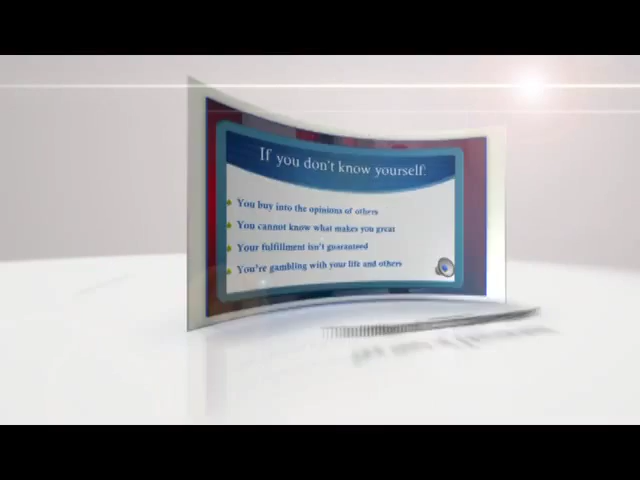 If you don't know yourself:
You buy into the opinions of others
You cannot know what makes you great
Your fulfillment isn't guaranteed
You're gambling with your life and others